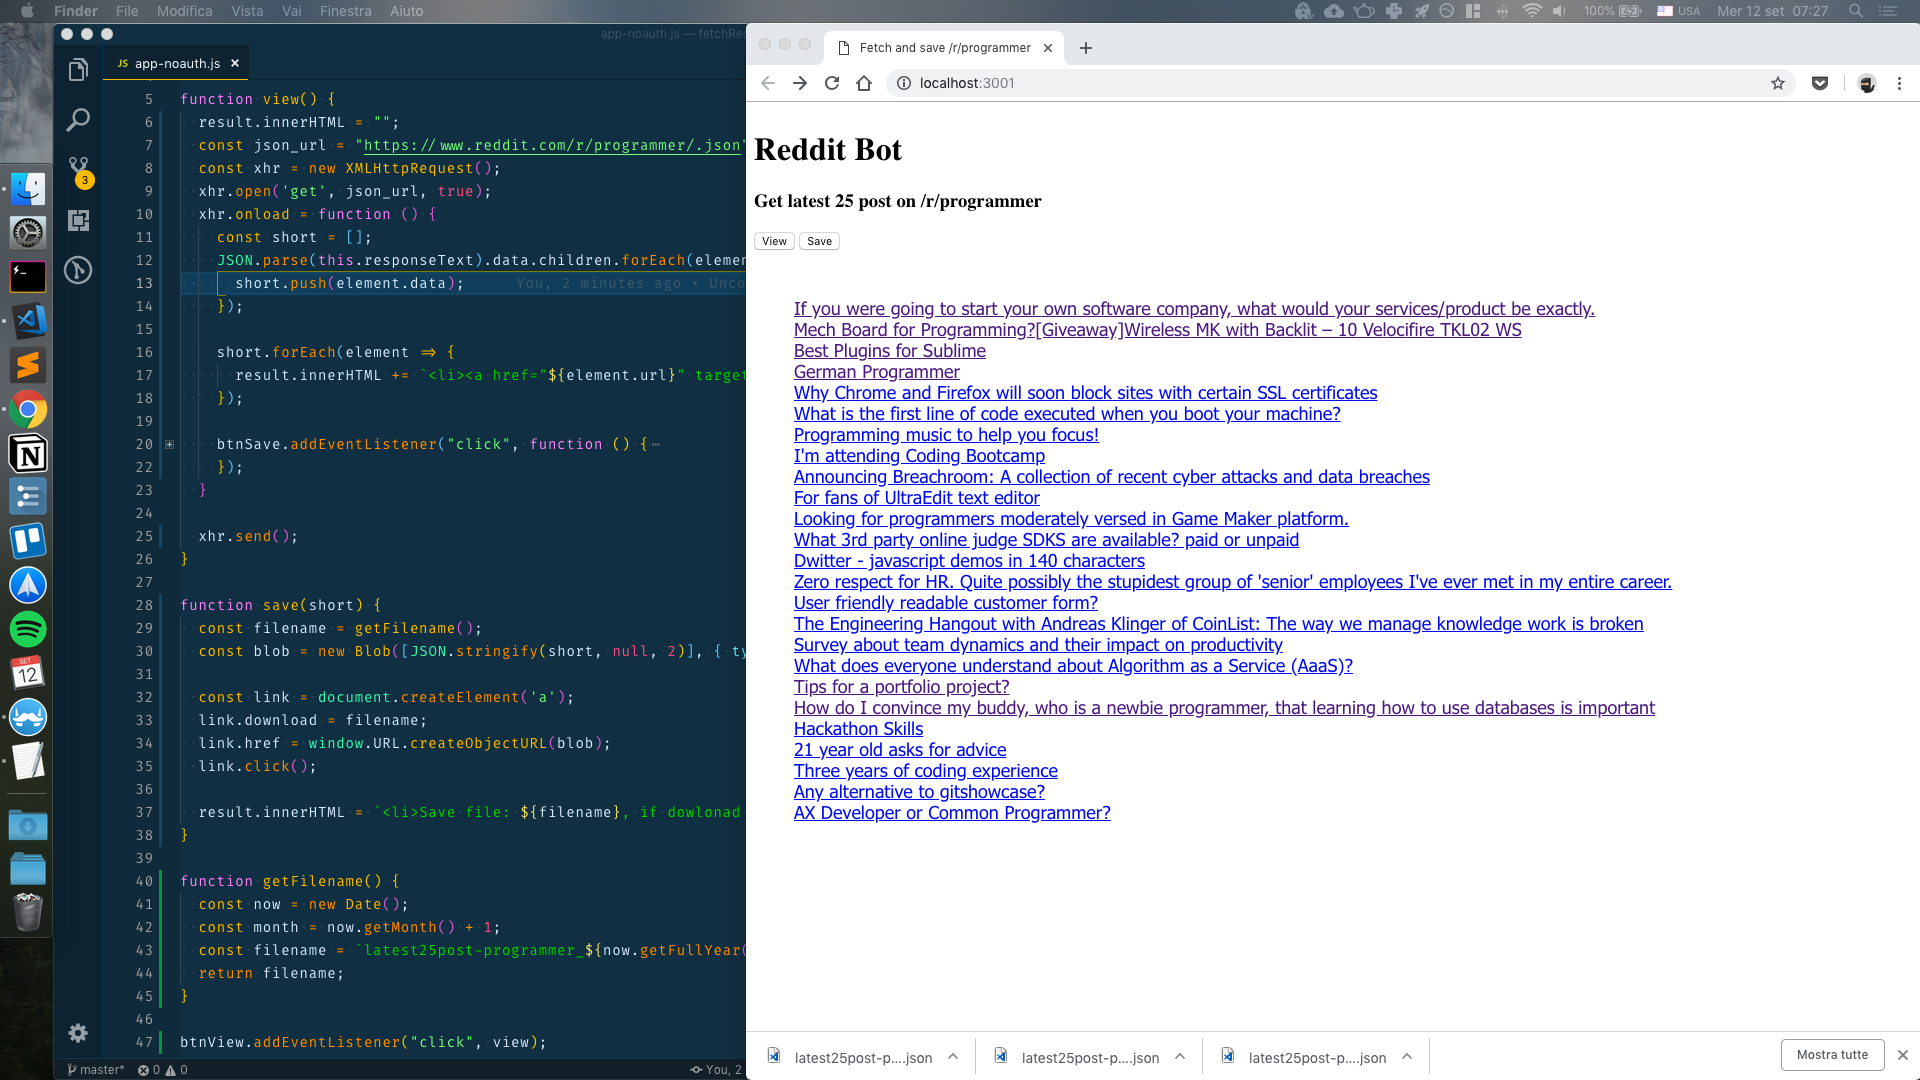 Finder File Modifica Vista Vai Finestra Aiuto 100% USA Mer 12 set 07:27
app-noauth.js — fetchRe
JS app-noauth.js
3
5 function view() {
6 result.innerHTML = "";
7 const json_url = "https://www.reddit.com/r/programmer/.json"
8 const xhr = new XMLHttpRequest();
9 xhr.open('get', json_url, true);
10 xhr.onload = function () {
11 const short = [];
12 JSON.parse(this.responseText).data.children.forEach(elemen
13 short.push(element.data); You, 2 minutes ago • Unco
14 });
15
16 short.forEach(element => {
17 result.innerHTML += `<li><a href="${element.url}" target
18 });
19
20 btnSave.addEventListener("click", function () { ⋯
22 });
23 }
24
25 xhr.send();
26 }
27
28 function save(short) {
29 const filename = getFilename();
30 const blob = new Blob([JSON.stringify(short, null, 2)], { ty
31
32 const link = document.createElement('a');
33 link.download = filename;
34 link.href = window.URL.createObjectURL(blob);
35 link.click();
36
37 result.innerHTML = `<li>Save file: ${filename}, if dowlonad
38 }
39
40 function getFilename() {
41 const now = new Date();
42 const month = now.getMonth() + 1;
43 const filename = `latest25post-programmer_${now.getFullYear(
44 return filename;
45 }
46
47 btnView.addEventListener("click", view);
master* 0 0 You, 2
SET
12
Fetch and save /r/programmer
localhost:3001
Reddit Bot
Get latest 25 post on /r/programmer
View Save
If you were going to start your own software company, what would your services/product be exactly.
Mech Board for Programming?[Giveaway]Wireless MK with Backlit – 10 Velocifire TKL02 WS
Best Plugins for Sublime
German Programmer
Why Chrome and Firefox will soon block sites with certain SSL certificates
What is the first line of code executed when you boot your machine?
Programming music to help you focus!
I'm attending Coding Bootcamp
Announcing Breachroom: A collection of recent cyber attacks and data breaches
For fans of UltraEdit text editor
Looking for programmers moderately versed in Game Maker platform.
What 3rd party online judge SDKS are available? paid or unpaid
Dwitter - javascript demos in 140 characters
Zero respect for HR. Quite possibly the stupidest group of 'senior' employees I've ever met in my entire career.
User friendly readable customer form?
The Engineering Hangout with Andreas Klinger of CoinList: The way we manage knowledge work is broken
Survey about team dynamics and their impact on productivity
What does everyone understand about Algorithm as a Service (AaaS)?
Tips for a portfolio project?
How do I convince my buddy, who is a newbie programmer, that learning how to use databases is important
Hackathon Skills
21 year old asks for advice
Three years of coding experience
Any alternative to gitshowcase?
AX Developer or Common Programmer?
latest25post-p....json latest25post-p....json latest25post-p....json Mostra tutte